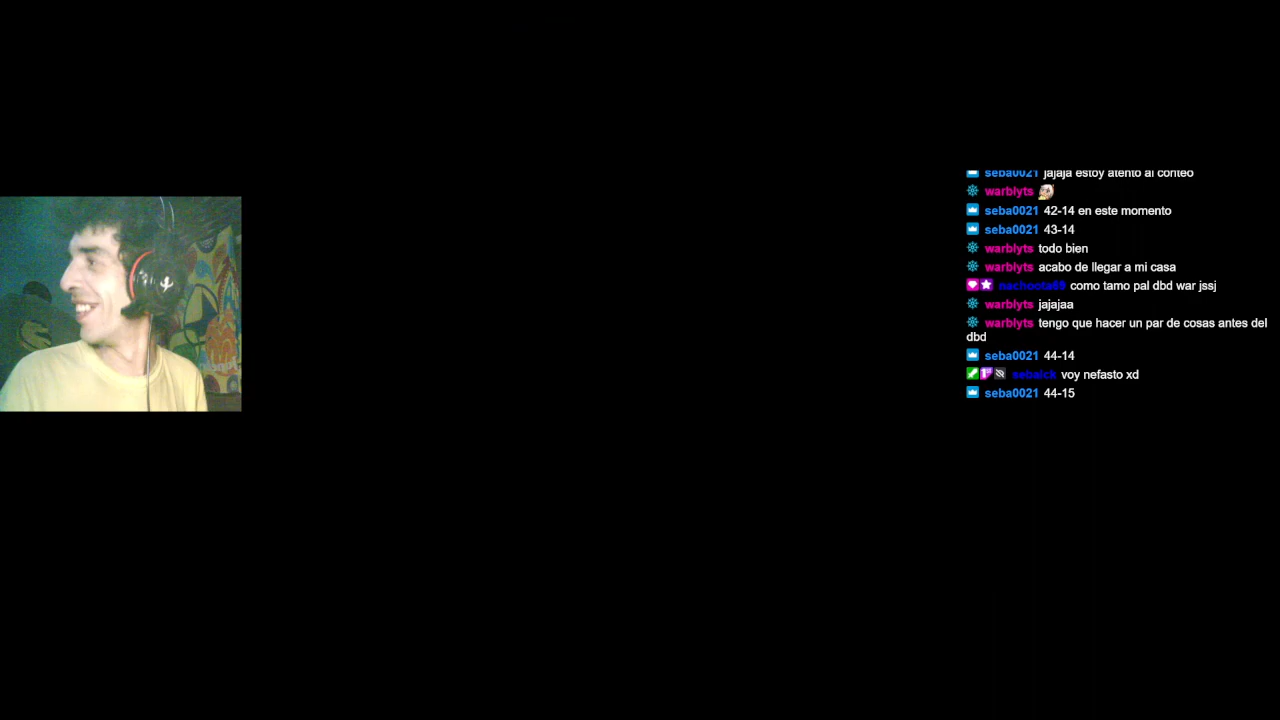 seba0021 jajaja estoy atento al conteo
warblyts
seba0021 42-14 en este momento
seba0021 43-14
warblyts todo bien
warblyts acabo de llegar a mi casa
nachoota69 como tamo pal dbd war jssj
warblyts jajajaa
warblyts tengo que hacer un par de cosas antes del
dbd
seba0021 44-14
sebalck voy nefasto xd
seba0021 44-15